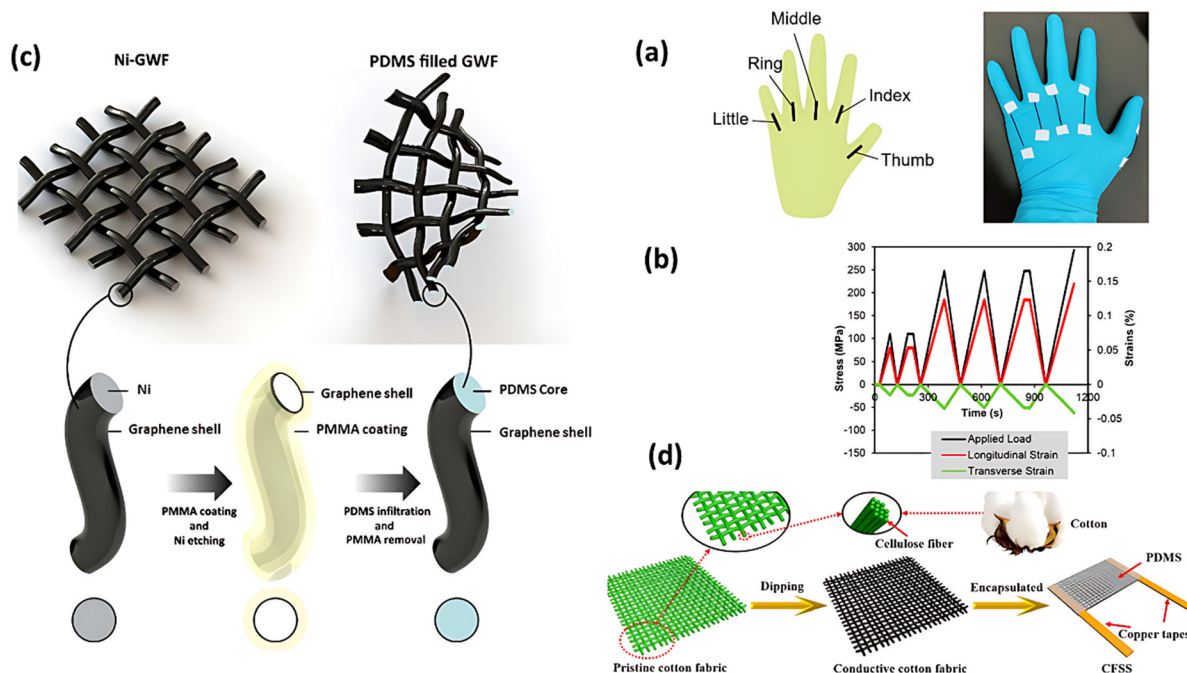 (c)
Ni-GWF
PDMS filled GWF
Ni
Graphene shell
Graphene shell
PMMA coating
PDMS Core
Graphene shell
PMMA coating
and
Ni etching
PDMS infiltration
and
PMMA removal
(a)
Middle
Ring
Index
Little
Thumb
(b)
300
250
200
150
100
50
0
-50
-100
-150
Stress (MPa)
0.2
0.15
0.1
0.05
0
-0.05
-0.1
Strains (%)
0
300
600
900
1200
Time (s)
Applied Load
Longitudinal Strain
Transverse Strain
(d)
Cellulose fiber
Cotton
PDMS
Dipping
Encapsulated
Copper tapes
Pristine cotton fabric
Conductive cotton fabric
CFSS